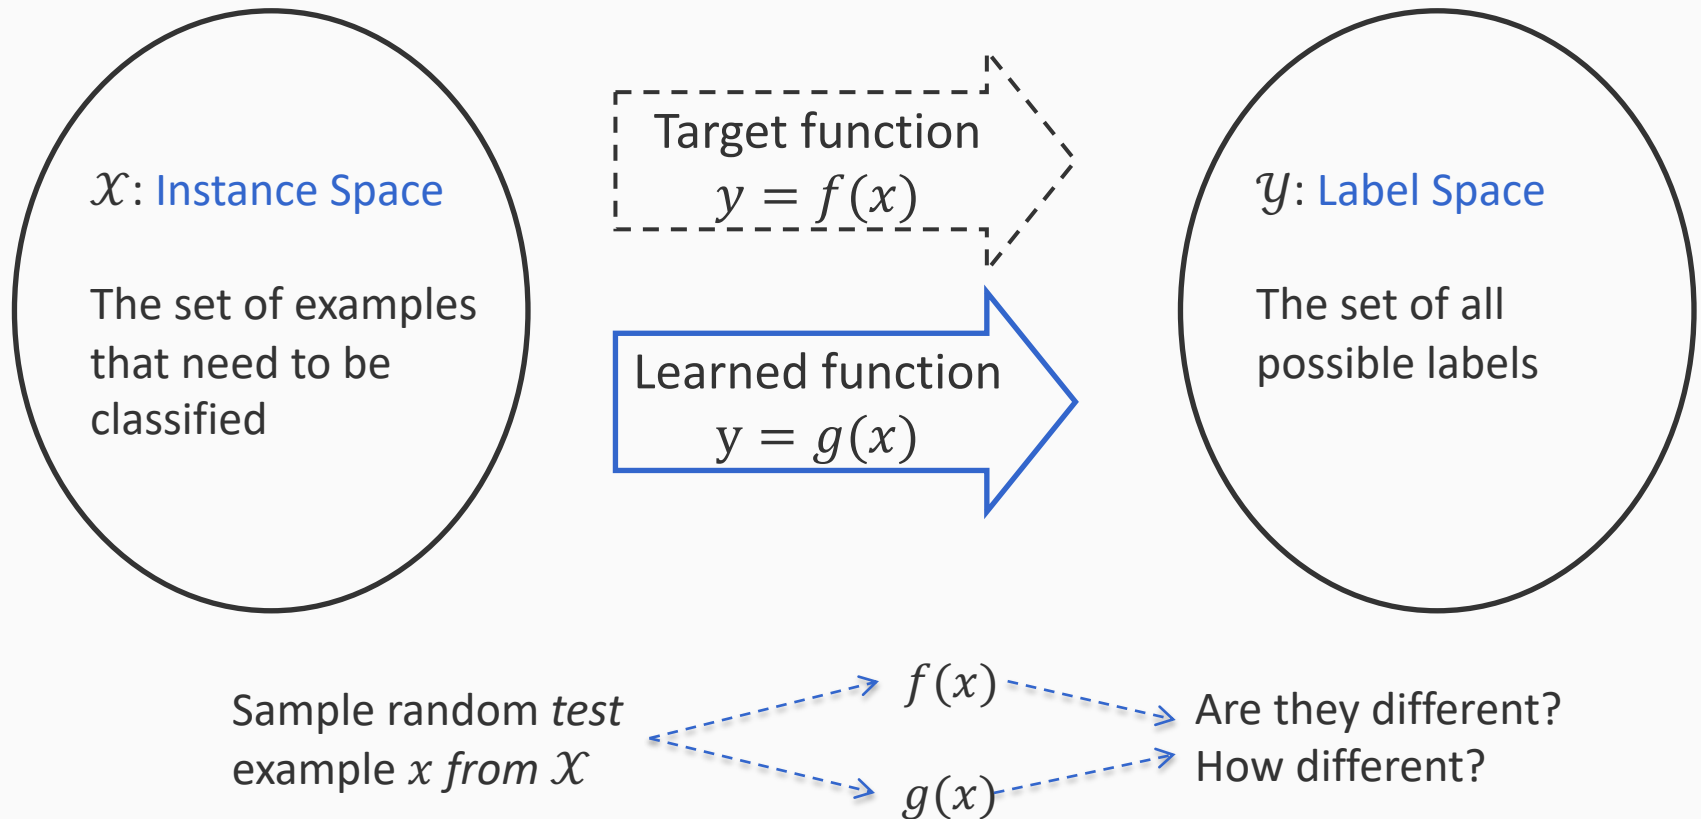 𝒳: Instance Space
The set of examples
that need to be
classified
Target function
y = f(x)
Learned function
y = g(x)
𝒴: Label Space
The set of all
possible labels
Sample random test
example x from 𝒳
f(x)
g(x)
Are they different?
How different?